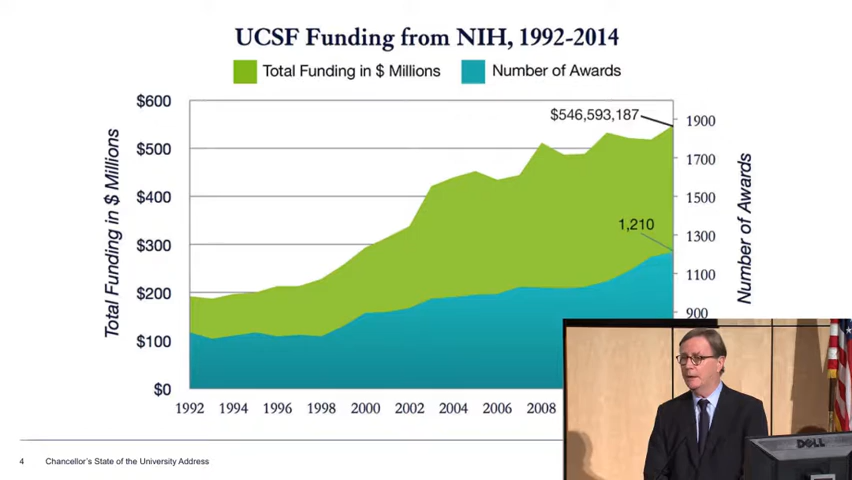 UCSF Funding from NIH, 1992-2014
Total Funding in $ Millions
Number of Awards
$600
$500
$400
$300
$200
$100
$0
Total Funding in $ Millions
$546,593,187
1,210
1900
1700
1500
1300
1100
900
Number of Awards
1992 1994 1996 1998 2000 2002 2004 2006 2008
DELL
4 Chancellor's State of the University Address